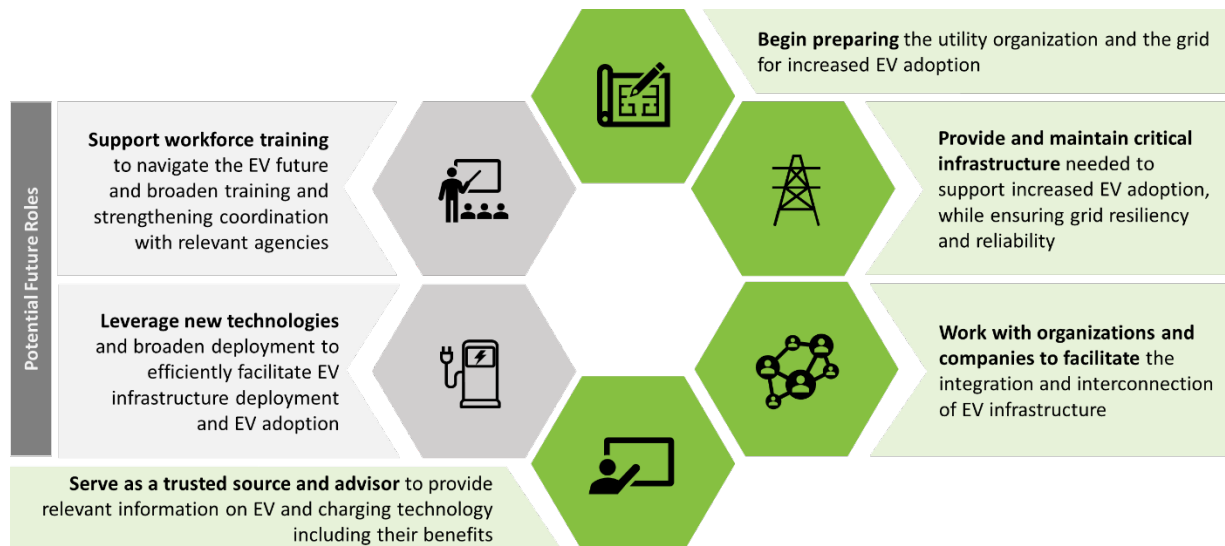 Begin preparing the utility organization and the grid
for increased EV adoption
Potential Future Roles
Support workforce training
to navigate the EV future
and broaden training and
strengthening coordination
with relevant agencies
Provide and maintain critical
infrastructure needed to
support increased EV adoption,
while ensuring grid resiliency
and reliability
Leverage new technologies
and broaden deployment to
efficiently facilitate EV
infrastructure deployment
and EV adoption
Work with organizations and
companies to facilitate the
integration and interconnection
of EV infrastructure
Serve as a trusted source and advisor to provide
relevant information on EV and charging technology
including their benefits